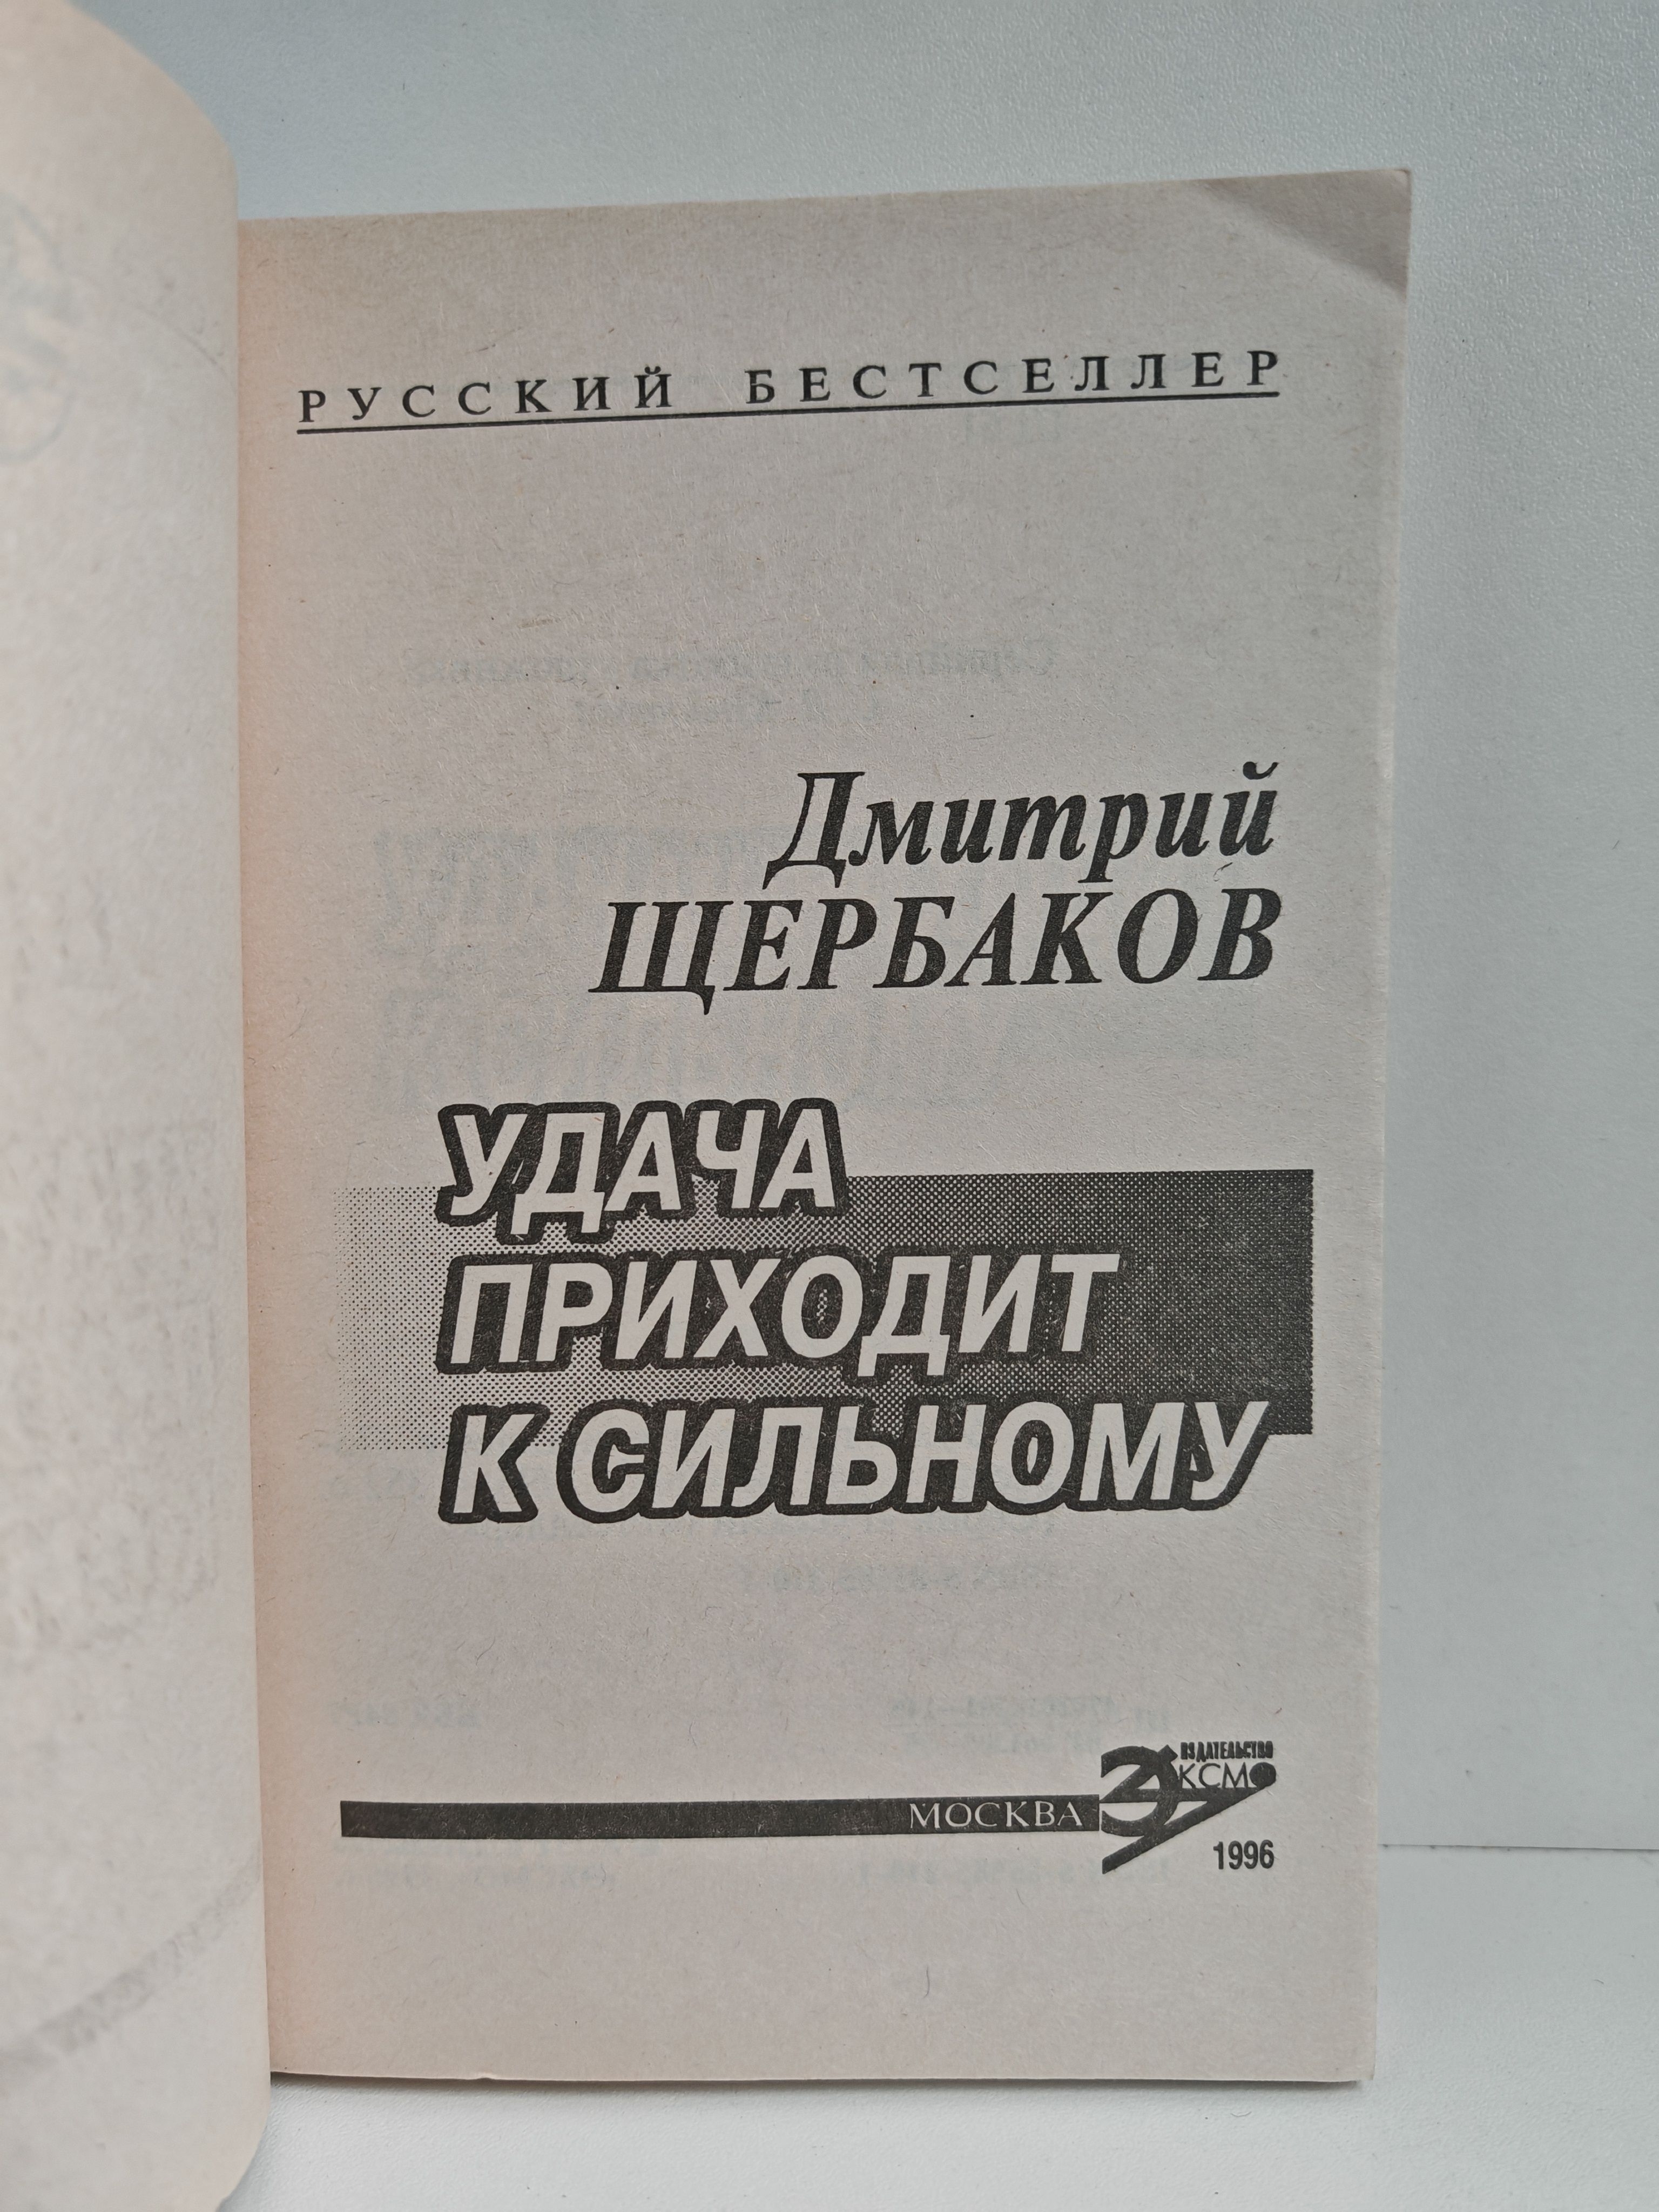 РУССКИЙ БЕСТСЕЛЛЕР
Дмитрий
ЩЕРБАКОВ
УДАЧА
ПРИХОДИТ
К СИЛЬНОМУ
ИЗДАТЕЛЬСТВО
ЭКСМО
МОСКВА
1996